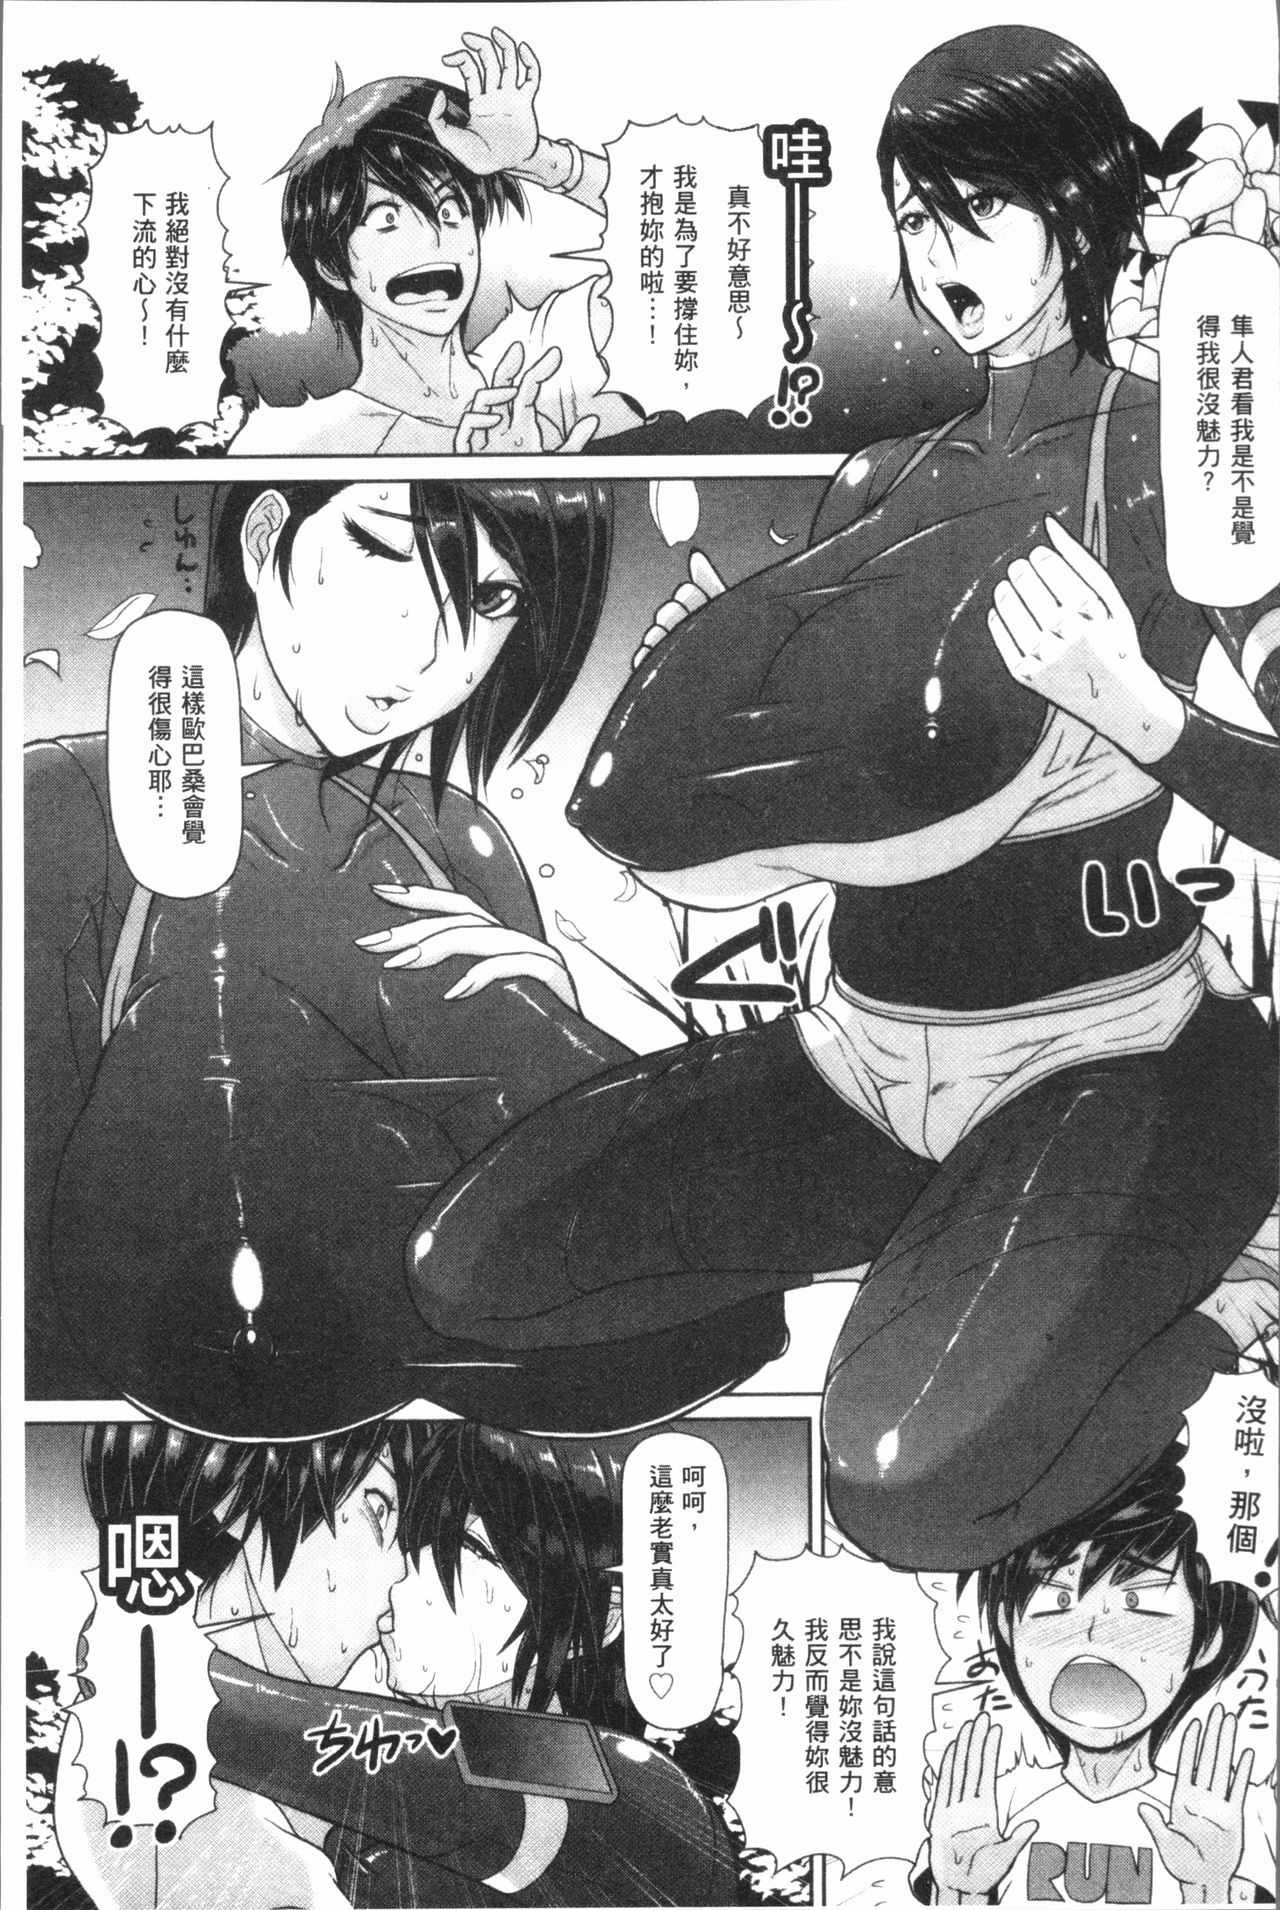 隼人君看我是不是覺
得我很沒魅力？
哇——～!?
真不好意思～
我是為了要撐住妳，
才抱妳的啦…！
我絕對沒有什麼
下流的心～！
ぐいっ
しゅん…
這樣歐巴桑會覺
得很傷心耶…
沒啦，那個！
おた
ふた
RUN
我說這句話的意
思不是妳沒魅力！
我反而覺得妳很
久魅力！
呵呵，
這麼老實真太好了♡
ちゅっ♥
嗯——!?